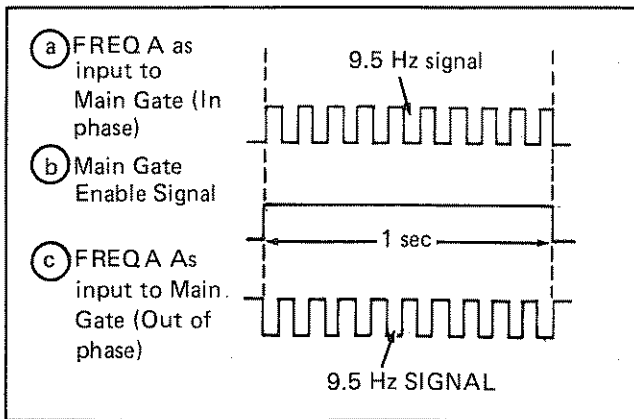 a FREQ A as
input to
Main Gate (In
phase)
9.5 Hz signal
b Main Gate
Enable Signal
1 sec
c FREQ A As
input to Main
Gate (Out of
phase)
9.5 Hz SIGNAL